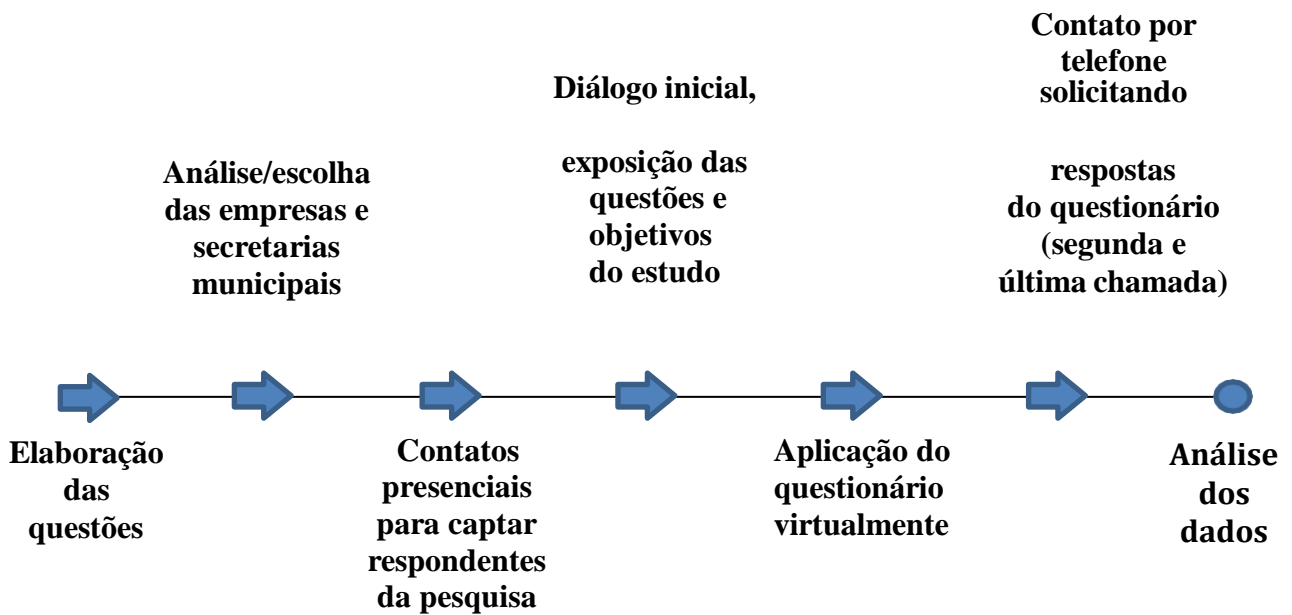 Elaboração
das
questões
Análise/escolha
das empresas e
secretarias
municipais
Contatos
presenciais
para captar
respondentes
da pesquisa
Diálogo inicial,
exposição das
questões e
objetivos
do estudo
Aplicação do
questionário
virtualmente
Contato por
telefone
solicitando
respostas
do questionário
(segunda e
última chamada)
Análise
dos
dados